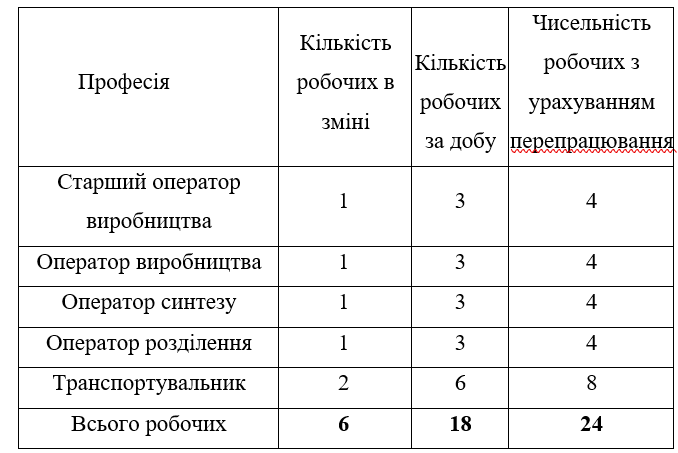 Професія
Кількість
робочих в
зміні
Кількість
робочих
за добу
Чисельність
робочих з
урахуванням
перепрацювання
Старший оператор
виробництва
1
3
4
Оператор виробництва
1
3
4
Оператор синтезу
1
3
4
Оператор розділення
1
3
4
Транспортувальник
2
6
8
Всього робочих
6
18
24